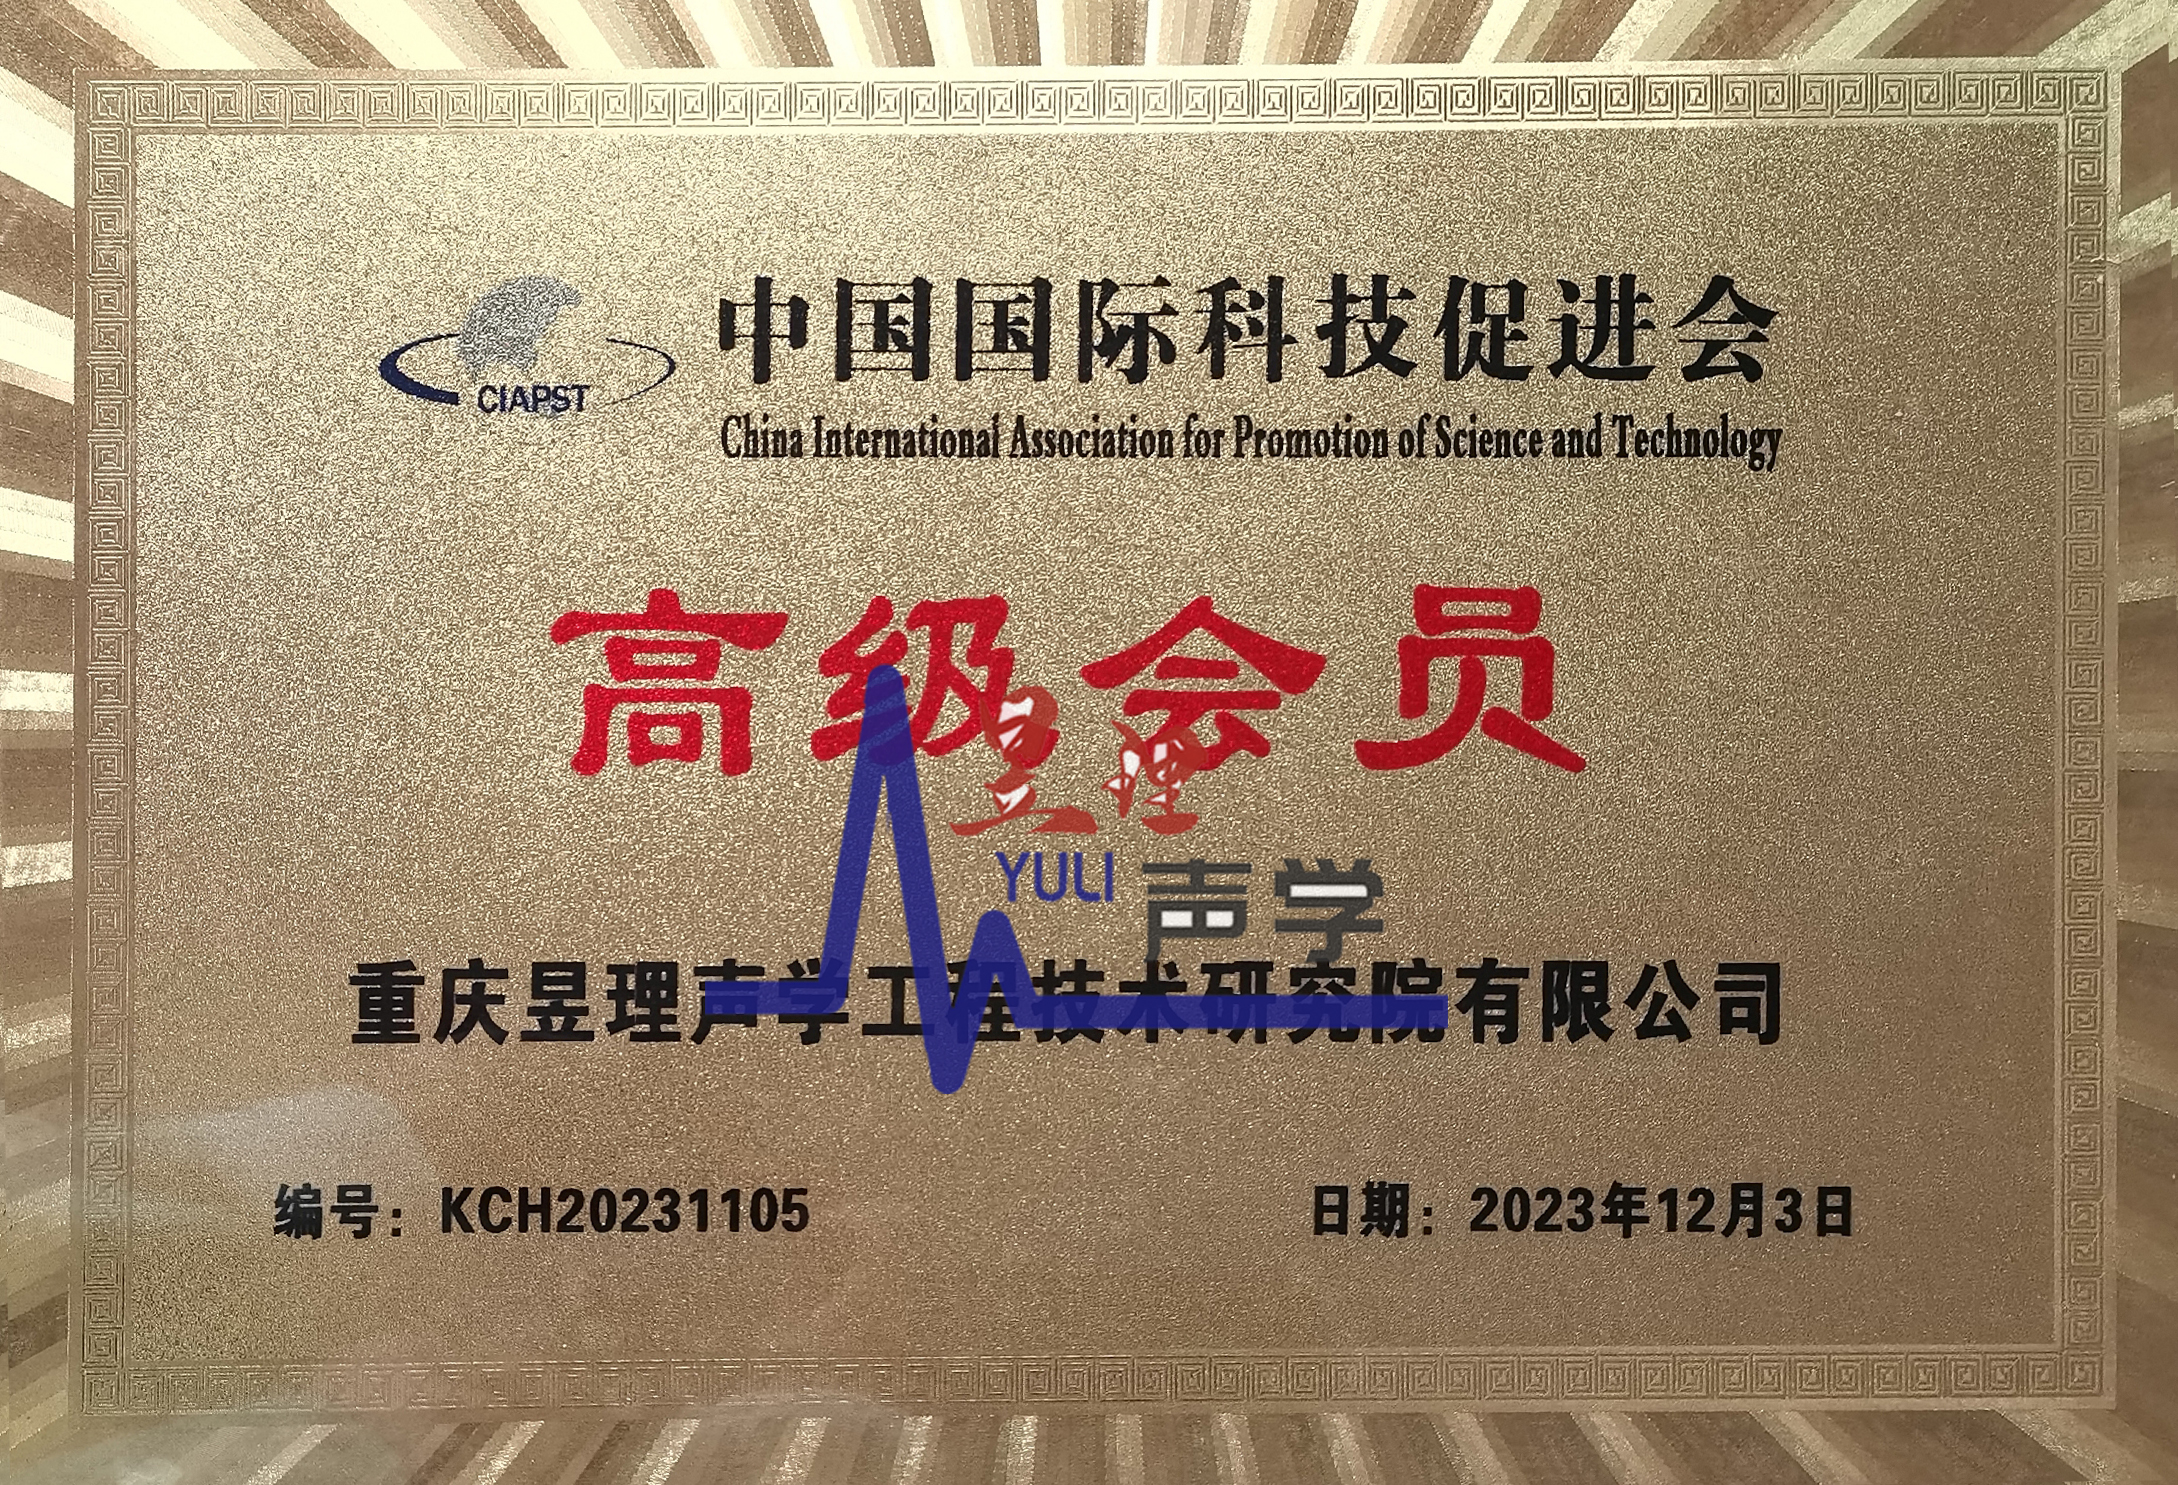 中国国际科技促进会
CIAPST
China International Association for Promotion of Science and Technology
高级会员
昱理
YULI 声学
重庆昱理声学工程技术研究院有限公司
编号：KCH20231105
日期：2023年12月3日